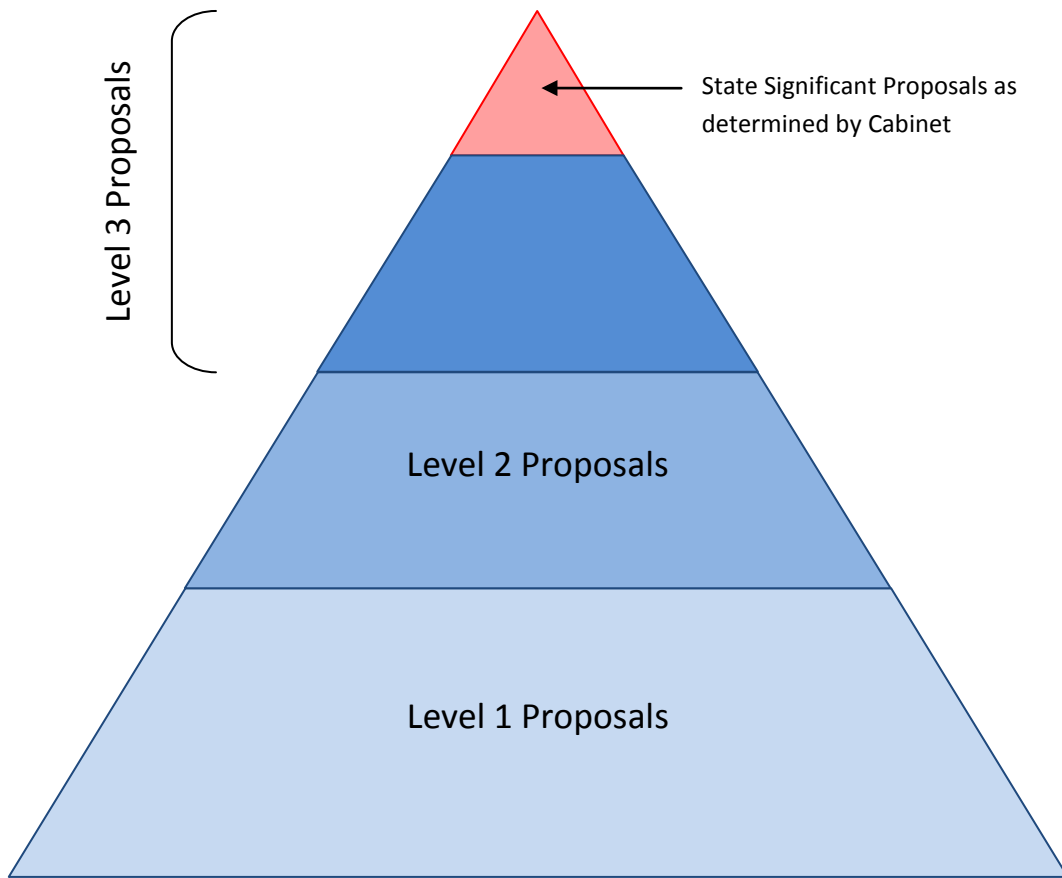 Level 3 Proposals
State Significant Proposals as
determined by Cabinet
Level 2 Proposals
Level 1 Proposals